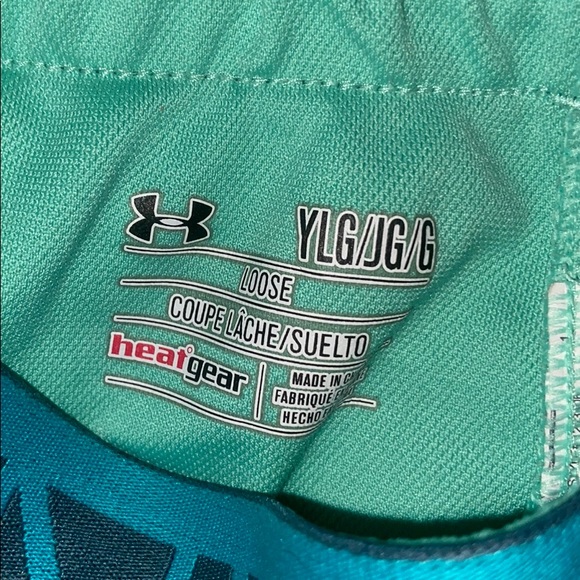 YLG/JG/G
LOOSE
COUPE LÂCHE/SUELTO
heatgear
MADE IN
FABRIQUÉ
HECHO